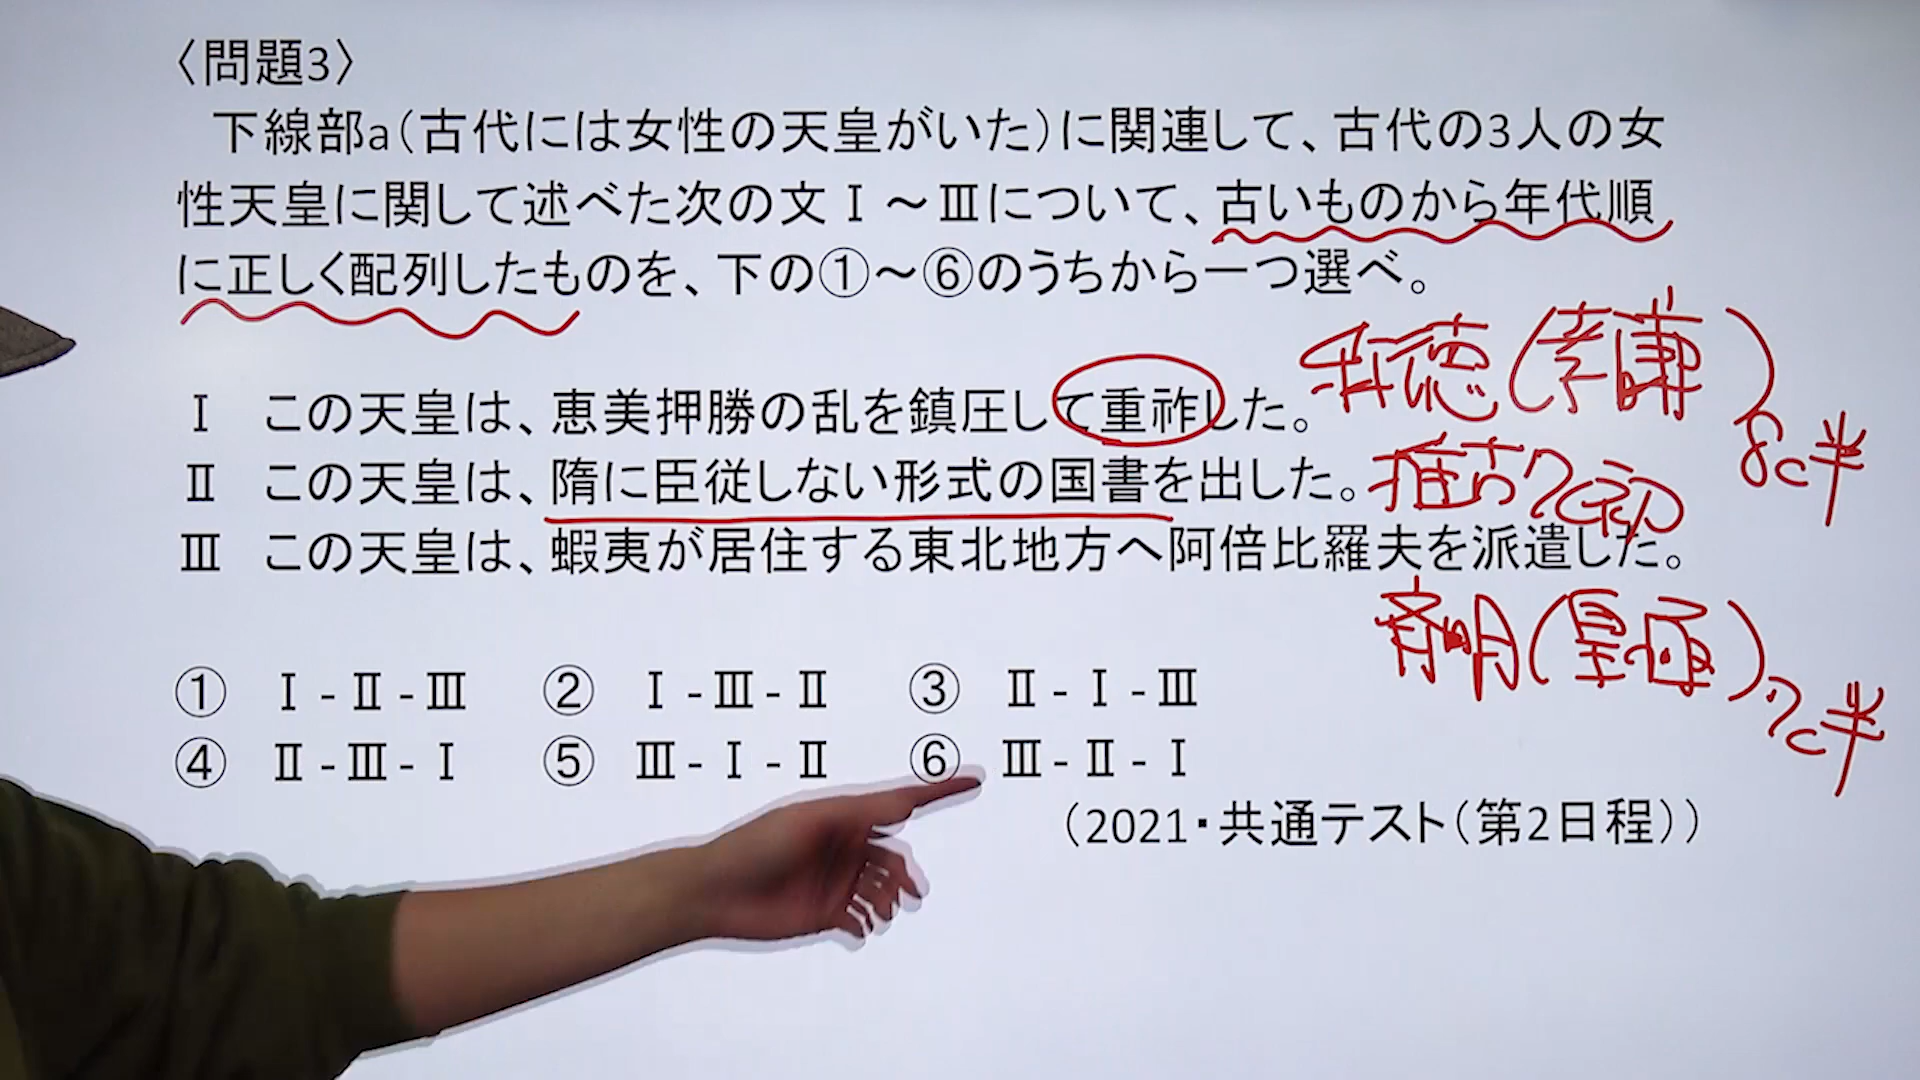 〈問題3〉
下線部a(古代には女性の天皇がいた)に関連して、古代の3人の女
性天皇に関して述べた次の文Ⅰ～Ⅲについて、古いものから年代順
に正しく配列したものを、下の①～⑥のうちから一つ選べ。
Ⅰ この天皇は、恵美押勝の乱を鎮圧して重祚した。
称徳(孝謙)
8c半
Ⅱ この天皇は、隋に臣従しない形式の国書を出した。
推古7c初
Ⅲ この天皇は、蝦夷が居住する東北地方へ阿倍比羅夫を派遣した。
斉明(皇極)
7c半
① Ⅰ-Ⅱ-Ⅲ ② Ⅰ-Ⅲ-Ⅱ ③ Ⅱ-Ⅰ-Ⅲ
④ Ⅱ-Ⅲ-Ⅰ ⑤ Ⅲ-Ⅰ-Ⅱ ⑥ Ⅲ-Ⅱ-Ⅰ
(2021・共通テスト(第2日程))